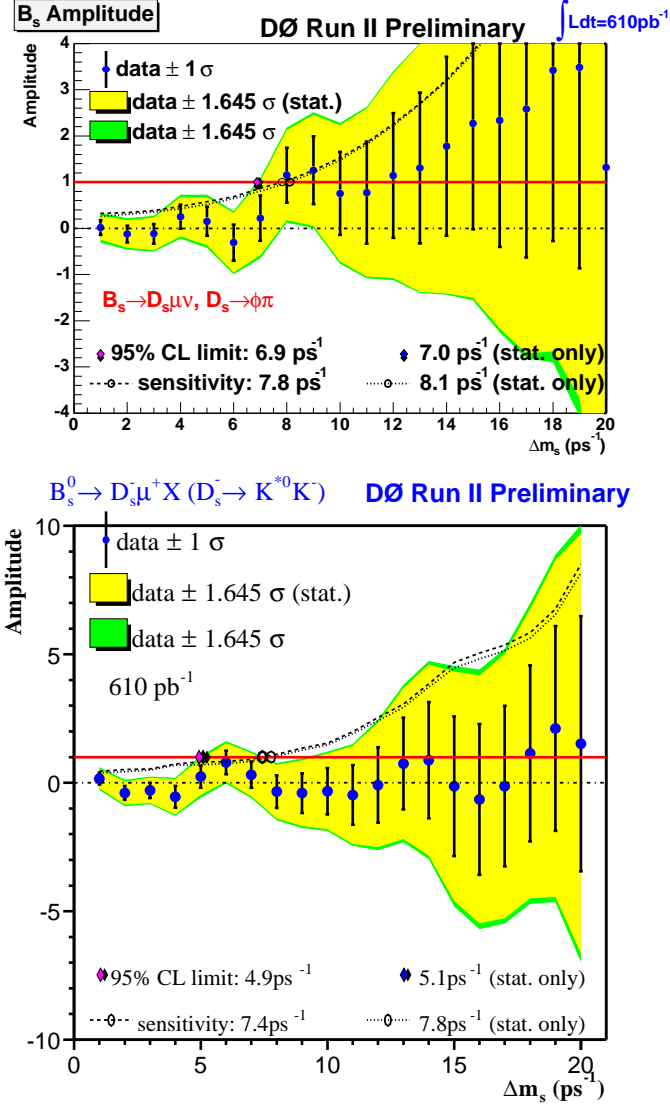 B_s Amplitude
DØ Run II Preliminary
∫Ldt=610pb⁻¹
Amplitude
4
3
2
1
0
-1
-2
-3
-4
data ± 1 σ
data ± 1.645 σ (stat.)
data ± 1.645 σ
B_s→D_sμν, D_s→φπ
95% CL limit: 6.9 ps⁻¹
7.0 ps⁻¹ (stat. only)
sensitivity: 7.8 ps⁻¹
8.1 ps⁻¹ (stat. only)
0 2 4 6 8 10 12 14 16 18 20
Δm_s (ps⁻¹)
B_s⁰→ D_s⁻μ⁺X (D_s⁻→ K*⁰K⁻)
DØ Run II Preliminary
Amplitude
10
5
0
-5
-10
data ± 1 σ
data ± 1.645 σ (stat.)
data ± 1.645 σ
610 pb⁻¹
95% CL limit: 4.9ps⁻¹
5.1ps⁻¹ (stat. only)
sensitivity: 7.4ps⁻¹
7.8ps⁻¹ (stat. only)
0 5 10 15 20
Δm_s (ps⁻¹)